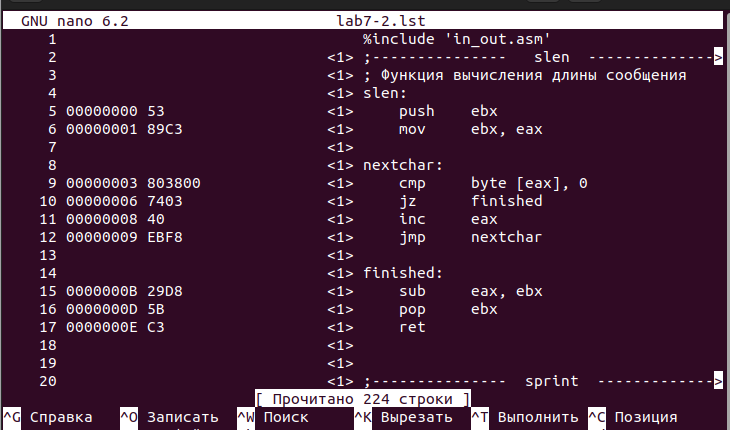 GNU nano 6.2 lab7-2.lst
1 %include 'in_out.asm'
2 <1> ;--------------- slen -------------->
3 <1> ; Функция вычисления длины сообщения
4 <1> slen:
5 00000000 53 <1> push ebx
6 00000001 89C3 <1> mov ebx, eax
7 <1>
8 <1> nextchar:
9 00000003 803800 <1> cmp byte [eax], 0
10 00000006 7403 <1> jz finished
11 00000008 40 <1> inc eax
12 00000009 EBF8 <1> jmp nextchar
13 <1>
14 <1> finished:
15 0000000B 29D8 <1> sub eax, ebx
16 0000000D 5B <1> pop ebx
17 0000000E C3 <1> ret
18 <1>
19 <1>
20 <1> ;--------------- sprint ------------->
[ Прочитано 224 строки ]
^G Справка ^O Записать ^W Поиск ^K Вырезать ^T Выполнить ^C Позиция